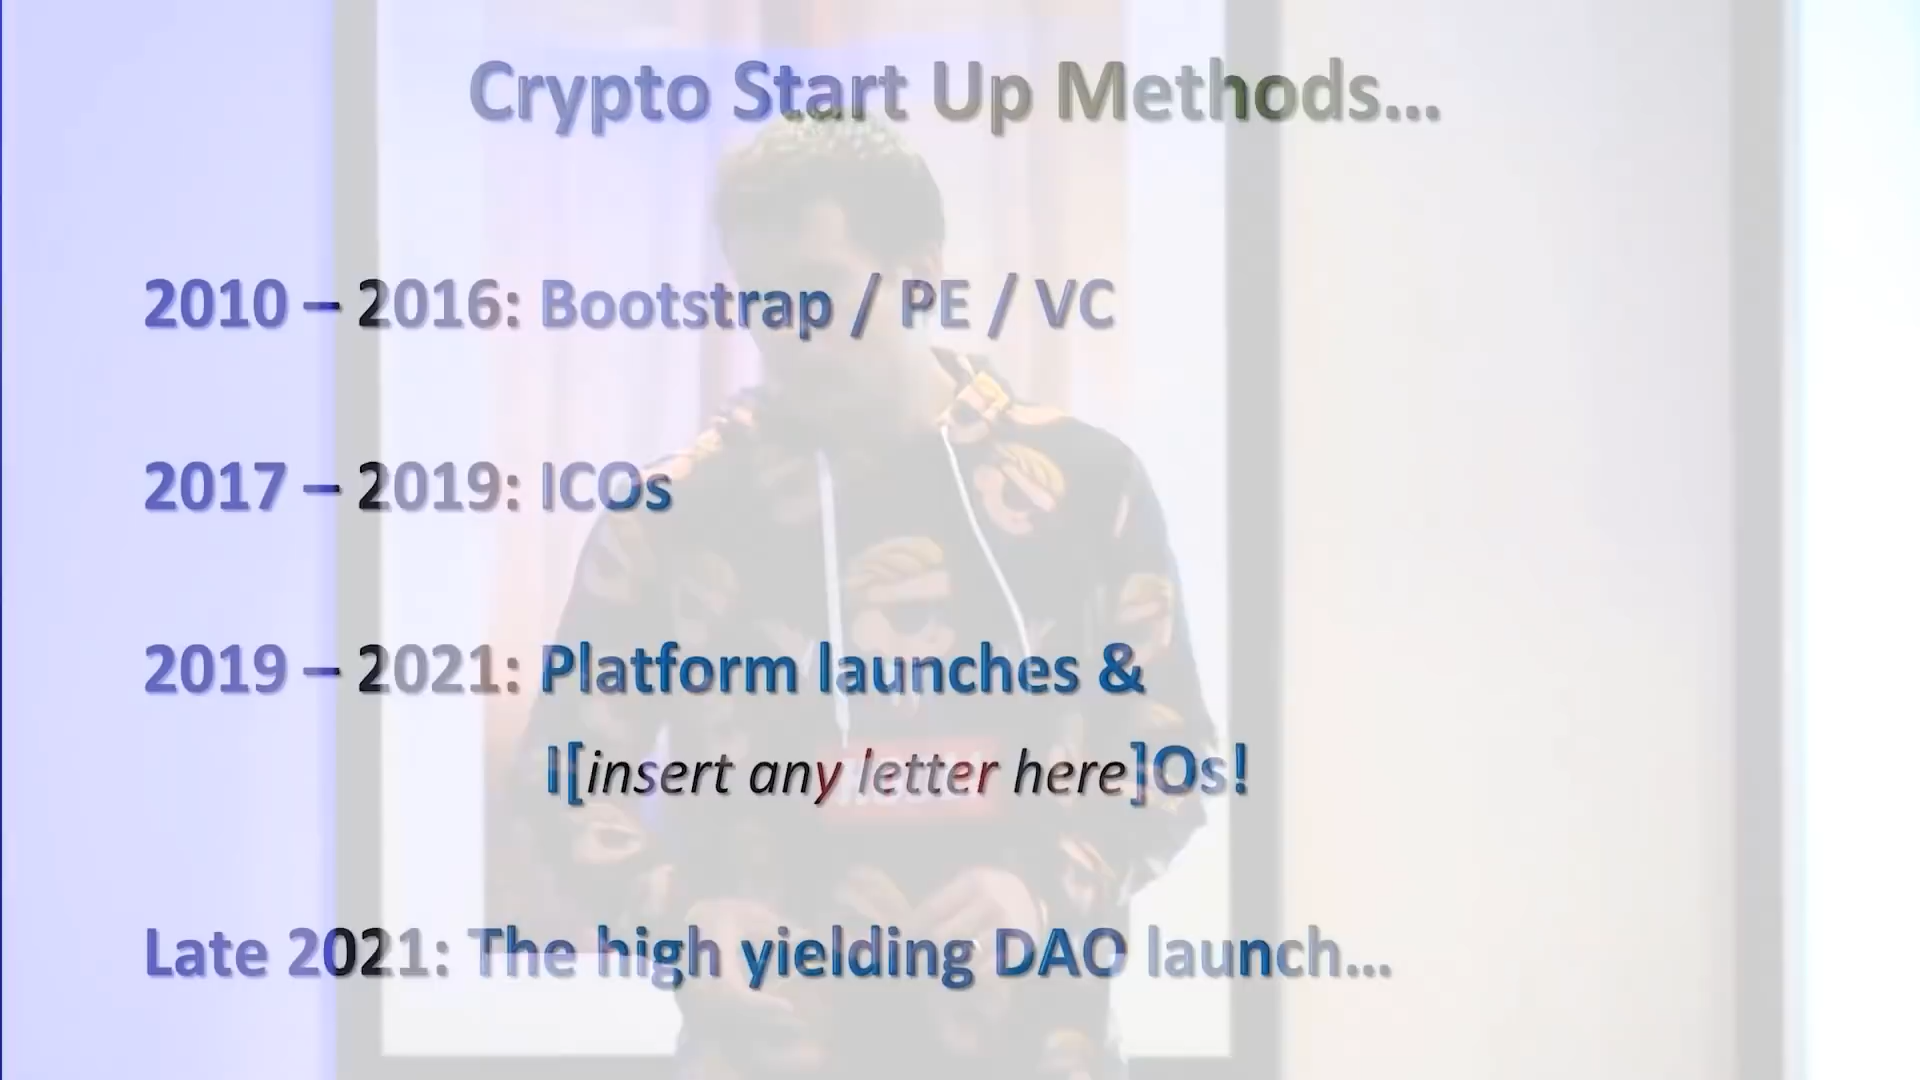 Crypto Start Up Methods...
2010 – 2016: Bootstrap / PE / VC
2017 – 2019: ICOs
2019 – 2021: Platform launches &
I[insert any letter here]Os!
Late 2021: The high yielding DAO launch...